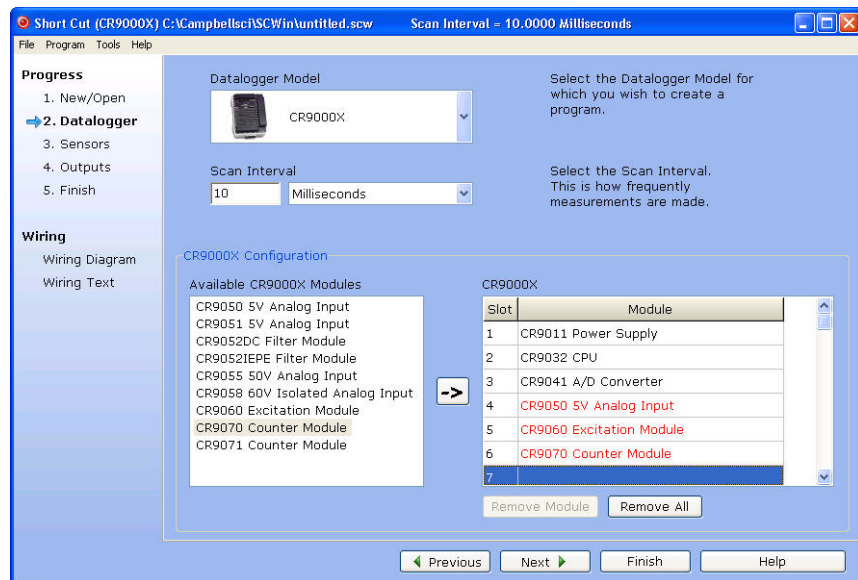 Short Cut (CR9000X) C:\Campbellsci\SCWin\untitled.scw Scan Interval = 10.0000 Milliseconds
File Program Tools Help
Progress
1. New/Open
2. Datalogger
3. Sensors
4. Outputs
5. Finish
Wiring
Wiring Diagram
Wiring Text
Datalogger Model
CR9000X
Select the Datalogger Model for
which you wish to create a
program.
Scan Interval
10 Milliseconds
Select the Scan Interval.
This is how frequently
measurements are made.
CR9000X Configuration
Available CR9000X Modules
CR9050 5V Analog Input
CR9051 5V Analog Input
CR9052DC Filter Module
CR9052IEPE Filter Module
CR9055 50V Analog Input
CR9058 60V Isolated Analog Input
CR9060 Excitation Module
CR9070 Counter Module
CR9071 Counter Module
->
CR9000X
Slot Module
1 CR9011 Power Supply
2 CR9032 CPU
3 CR9041 A/D Converter
4 CR9050 5V Analog Input
5 CR9060 Excitation Module
6 CR9070 Counter Module
7
Remove Module Remove All
Previous Next Finish Help